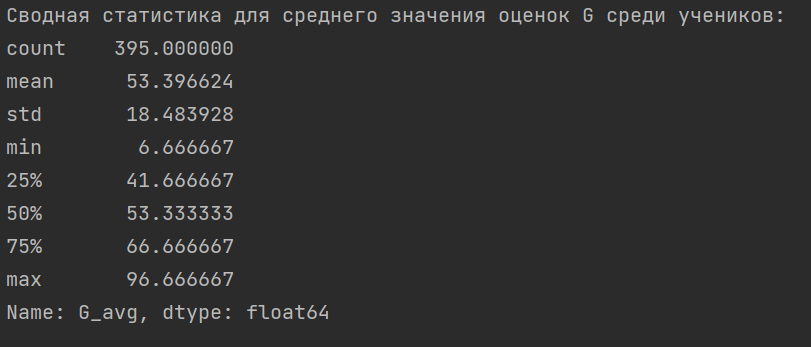 Сводная статистика для среднего значения оценок G среди учеников:
count    395.000000
mean      53.396624
std       18.483928
min        6.666667
25%       41.666667
50%       53.333333
75%       66.666667
max       96.666667
Name: G_avg, dtype: float64